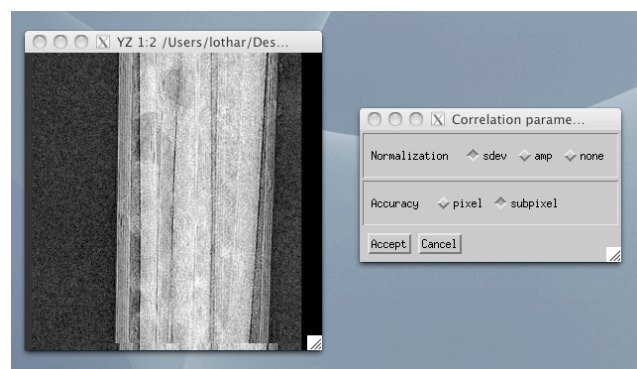 X YZ 1:2 /Users/lothar/Des...
X Correlation parame...
Normalization sdev amp none
Accuracy pixel subpixel
Accept Cancel